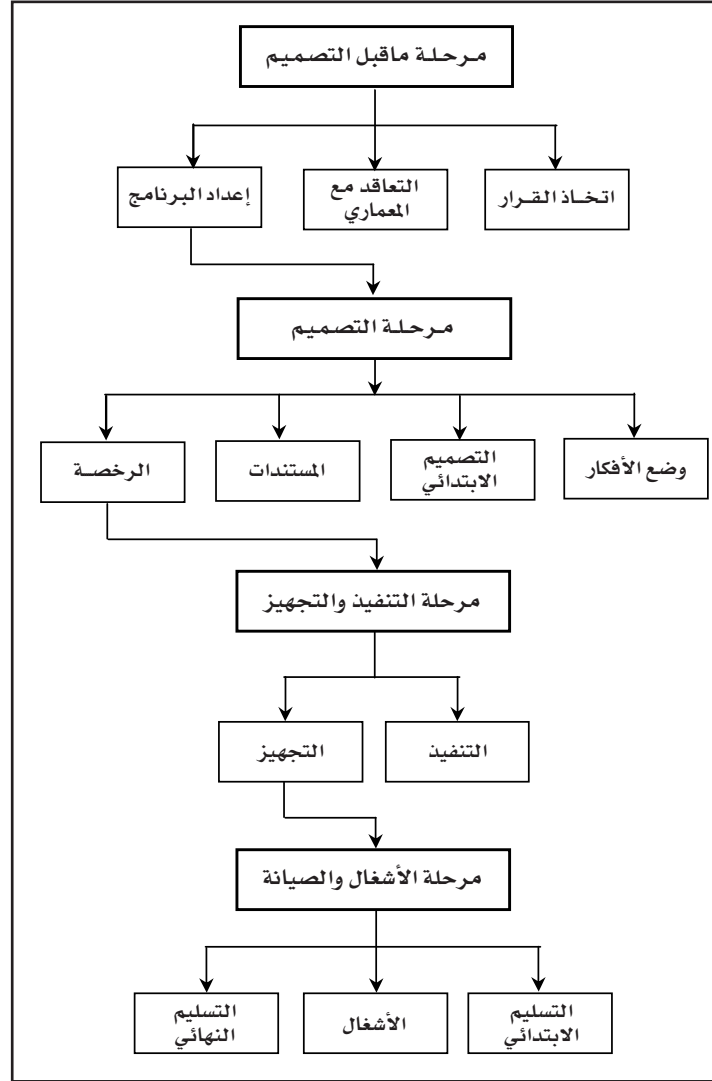 مرحلة ماقبل التصميم
اتخاذ القرار
التعاقد مع
المعماري
إعداد البرنامج
مرحلة التصميم
وضع الأفكار
التصميم
الابتدائي
المستندات
الرخصة
مرحلة التنفيذ والتجهيز
التنفيذ
التجهيز
مرحلة الأشغال والصيانة
التسليم
الابتدائي
الأشغال
التسليم
النهائي